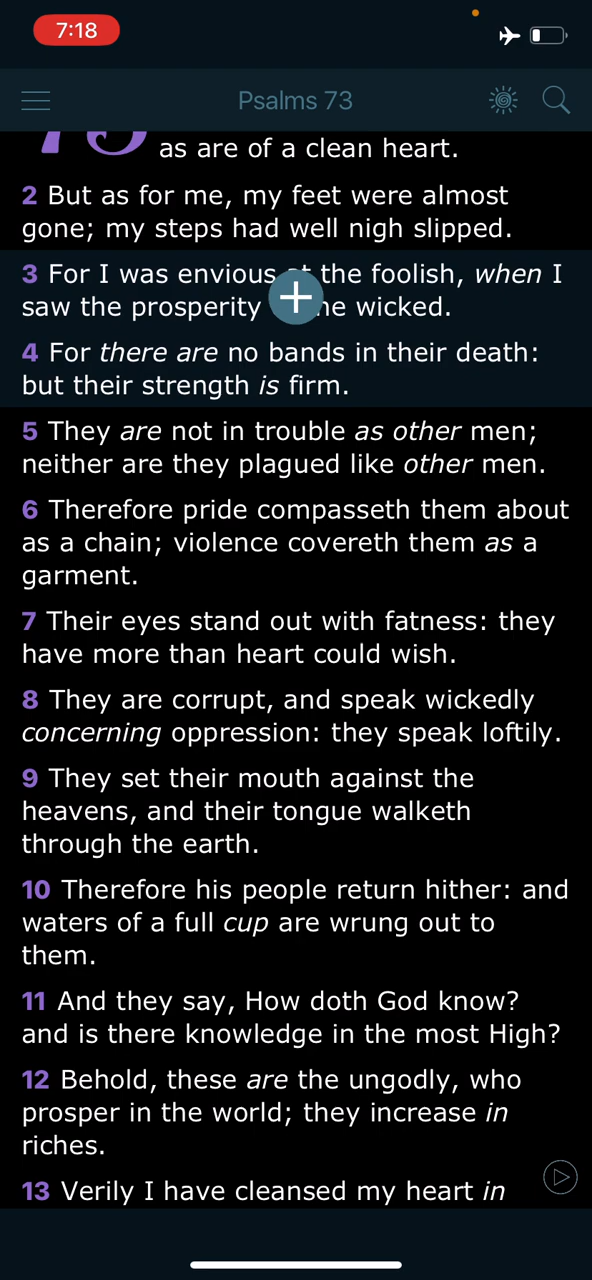 7:18
Psalms 73
as are of a clean heart.
2 But as for me, my feet were almost
gone; my steps had well nigh slipped.
3 For I was envious the foolish, when I
saw the prosperity wicked.
4 For there are no bands in their death:
but their strength is firm.
5 They are not in trouble as other men;
neither are they plagued like other men.
6 Therefore pride compasseth them about
as a chain; violence covereth them as a
garment.
7 Their eyes stand out with fatness: they
have more than heart could wish.
8 They are corrupt, and speak wickedly
concerning oppression: they speak loftily.
9 They set their mouth against the
heavens, and their tongue walketh
through the earth.
10 Therefore his people return hither: and
waters of a full cup are wrung out to
them.
11 And they say, How doth God know?
and is there knowledge in the most High?
12 Behold, these are the ungodly, who
prosper in the world; they increase in
riches.
13 Verily I have cleansed my heart in